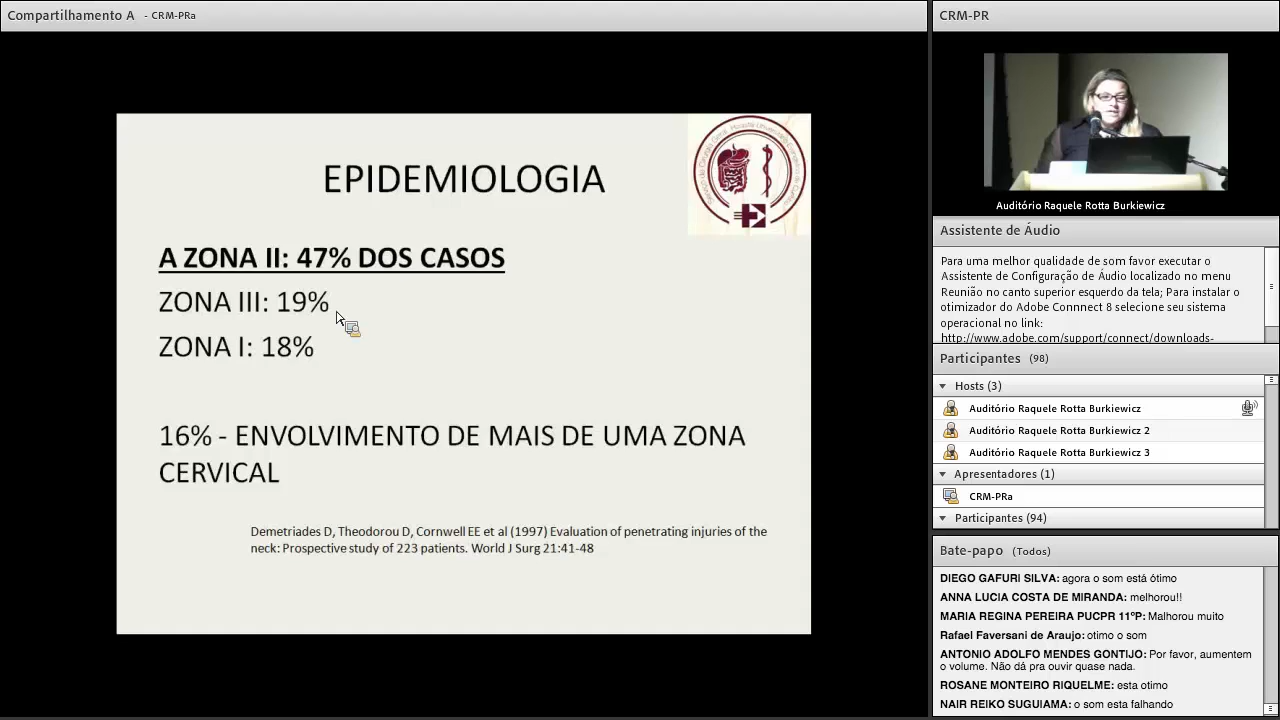 Compartilhamento A - CRM-PRa
EPIDEMIOLOGIA
A ZONA II: 47% DOS CASOS
ZONA III: 19%
ZONA I: 18%
16% - ENVOLVIMENTO DE MAIS DE UMA ZONA
CERVICAL
Demetriades D, Theodorou D, Cornwell EE et al (1997) Evaluation of penetrating injuries of the
neck: Prospective study of 223 patients. World J Surg 21:41-48
CRM-PR
Auditório Raquele Rotta Burkiewicz
Assistente de Áudio
Para uma melhor qualidade de som favor executar o
Assistente de Configuração de Áudio localizado no menu
Reunião no canto superior esquerdo da tela; Para instalar o
otimizador do Adobe Connnect 8 selecione seu sistema
operacional no link:
http://www.adobe.com/support/connect/downloads-
Participantes (98)
Hosts (3)
Auditório Raquele Rotta Burkiewicz
Auditório Raquele Rotta Burkiewicz 2
Auditório Raquele Rotta Burkiewicz 3
Apresentadores (1)
CRM-PRa
Participantes (94)
Bate-papo (Todos)
DIEGO GAFURI SILVA: agora o som está ótimo
ANNA LUCIA COSTA DE MIRANDA: melhorou!!
MARIA REGINA PEREIRA PUCPR 11ºP: Malhorou muito
Rafael Faversani de Araujo: otimo o som
ANTONIO ADOLFO MENDES GONTIJO: Por favor, aumentem
o volume. Não dá pra ouvir quase nada.
ROSANE MONTEIRO RIQUELME: esta otimo
NAIR REIKO SUGUIAMA: o som esta falhando